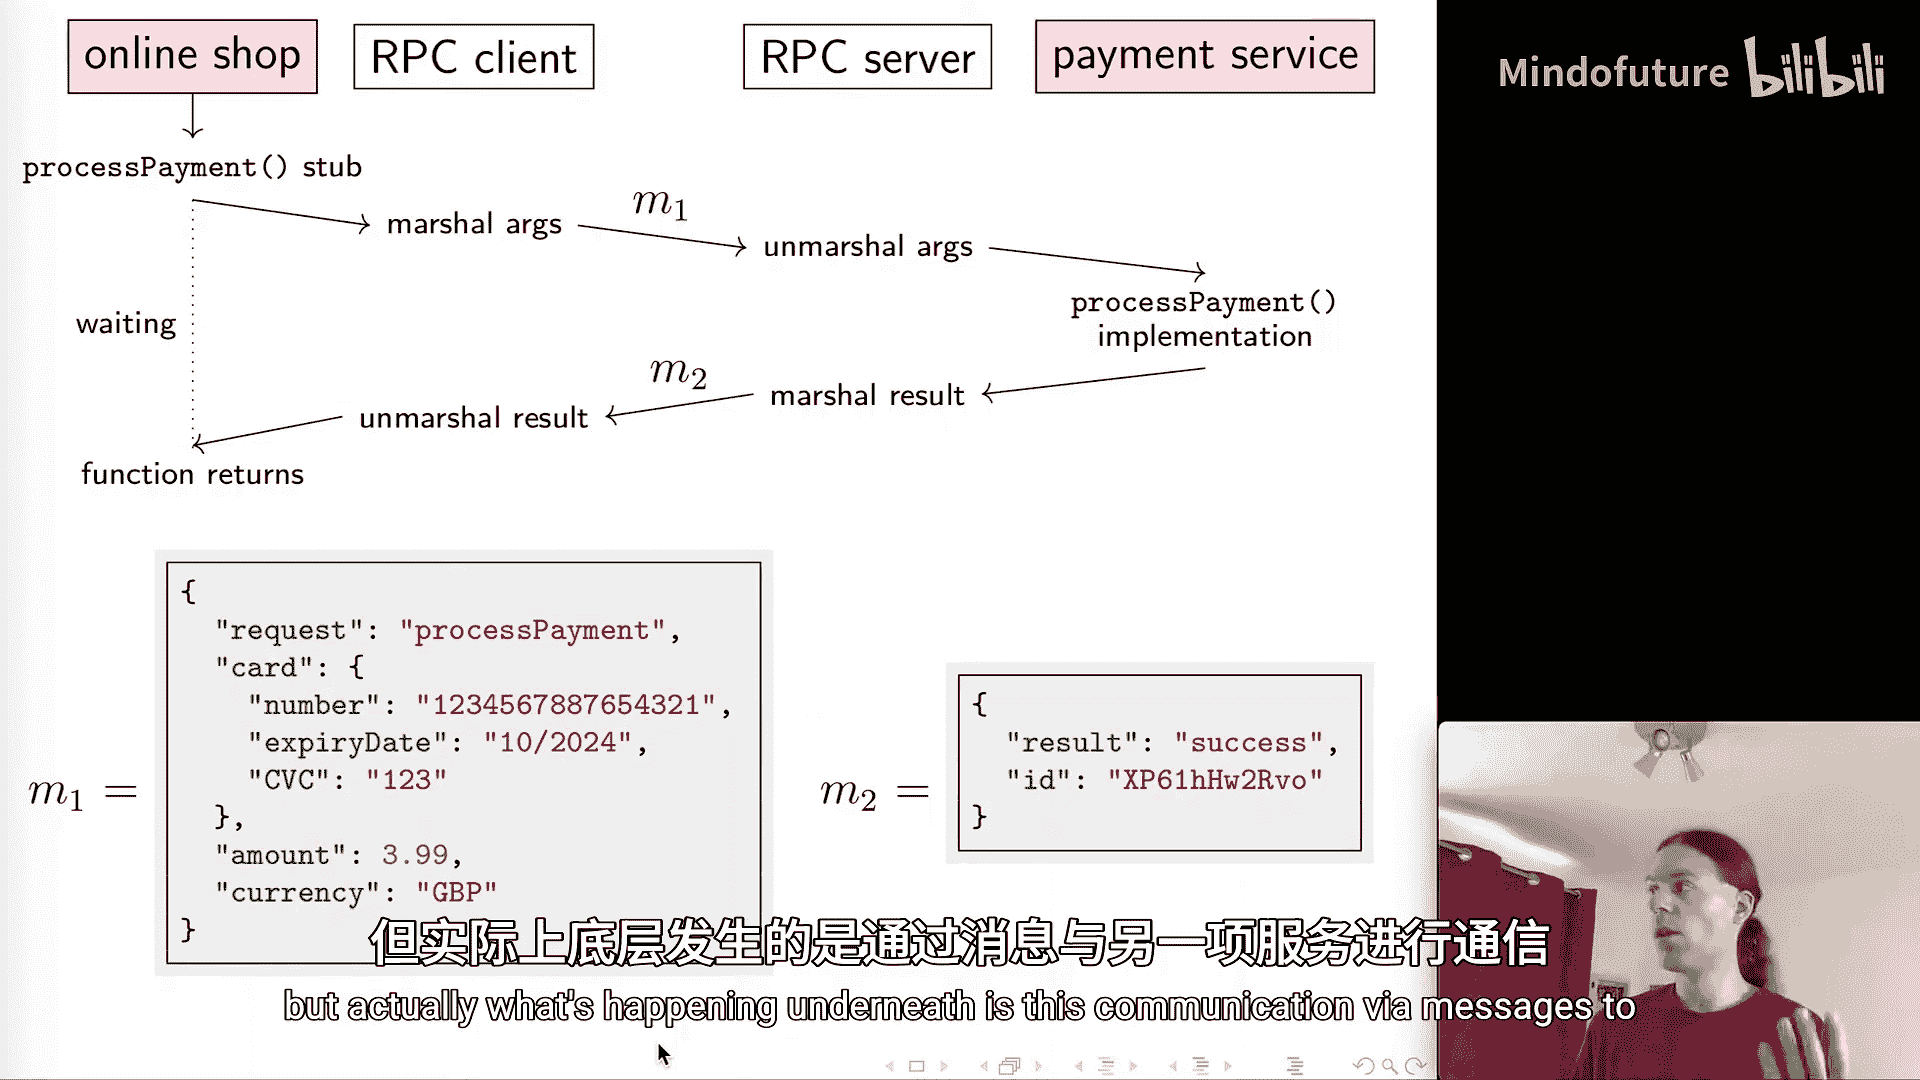 online shop
RPC client
RPC server
payment service
Mindofuture bilibili
processPayment() stub
m1
marshal args
unmarshal args
processPayment()
implementation
waiting
m2
marshal result
unmarshal result
function returns
m1 =
{
"request": "processPayment",
"card": {
"number": "1234567887654321",
"expiryDate": "10/2024",
"CVC": "123"
},
"amount": 3.99,
"currency": "GBP"
}
m2 =
{
"result": "success",
"id": "XP61hHw2Rvo"
}
但实际上底层发生的是通过消息与另一项服务进行通信
but actually what's happening underneath is this communication via messages to